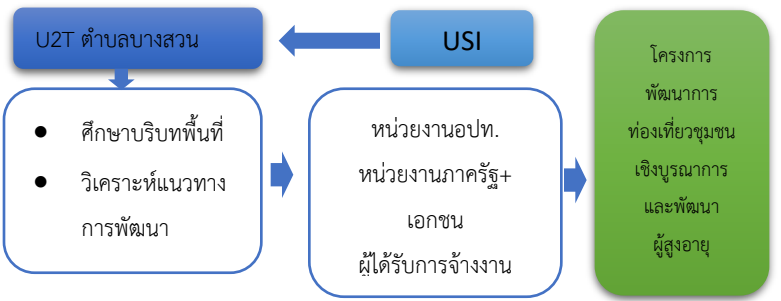 U2T ตำบลบางสวน
USI
● ศึกษาบริบทพื้นที่
● วิเคราะห์แนวทาง
การพัฒนา
หน่วยงานอปท.
หน่วยงานภาครัฐ+
เอกชน
ผู้ได้รับการจ้างงาน
โครงการ
พัฒนาการ
ท่องเที่ยวชุมชน
เชิงบูรณาการ
และพัฒนา
ผู้สูงอายุ